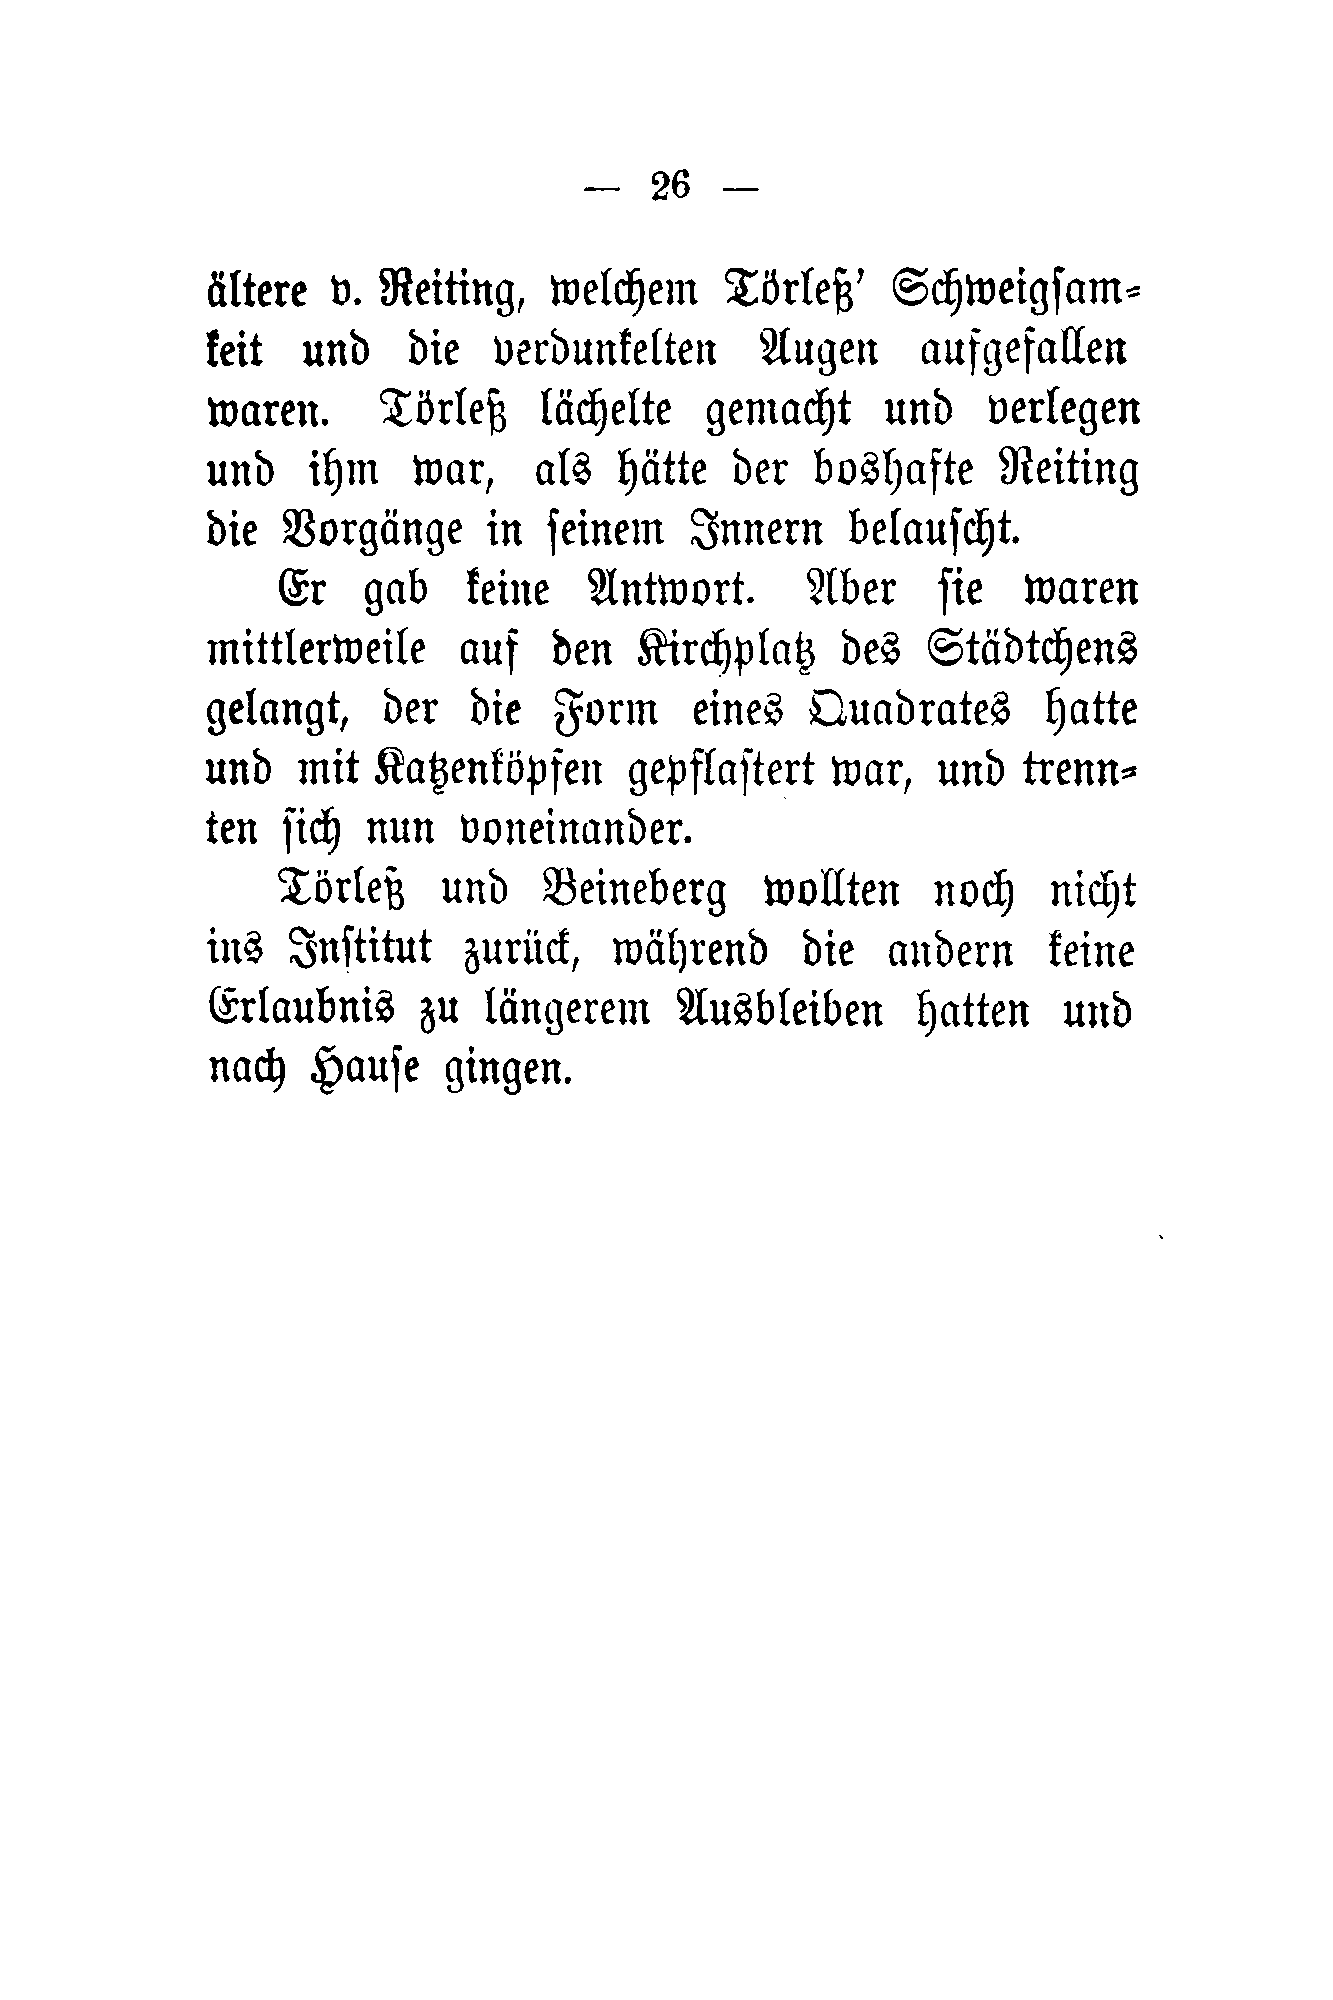 — 26 —
ältere v. Reiting, welchem Törleß' Schweigsam-
keit und die verdunkelten Augen aufgefallen
waren. Törleß lächelte gemacht und verlegen
und ihm war, als hätte der boshafte Reiting
die Vorgänge in seinem Innern belauscht.
Er gab keine Antwort. Aber sie waren
mittlerweile auf den Kirchplatz des Städtchens
gelangt, der die Form eines Quadrates hatte
und mit Katzenköpfen gepflastert war, und trenn-
ten sich nun voneinander.
Törleß und Beineberg wollten noch nicht
ins Institut zurück, während die andern keine
Erlaubnis zu längerem Ausbleiben hatten und
nach Hause gingen.